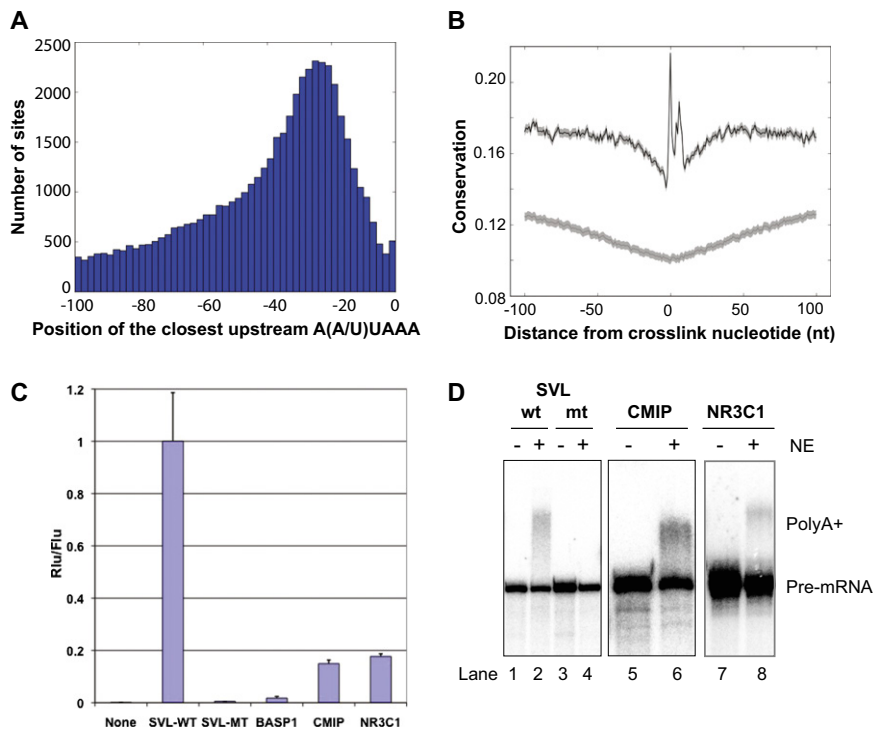 A
2500
2000
1500
1000
500
0
-100 -80 -60 -40 -20 0
Number of sites
Position of the closest upstream A(A/U)UAAA
B
0.20
0.16
0.12
0.08
-100 -50 0 50 100
Conservation
Distance from crosslink nucleotide (nt)
C
1.2
1
0.8
0.6
0.4
0.2
0
Rlu/Flu
None SVL-WT SVL-MT BASP1 CMIP NR3C1
D
SVL
wt mt CMIP NR3C1
- + - + - + - + NE
PolyA+
Pre-mRNA
Lane 1 2 3 4 5 6 7 8